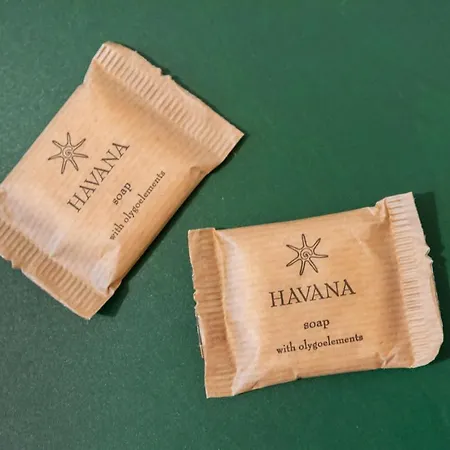 HAVANA
soap
with olygoelements
HAVANA
soap
with olygoelements